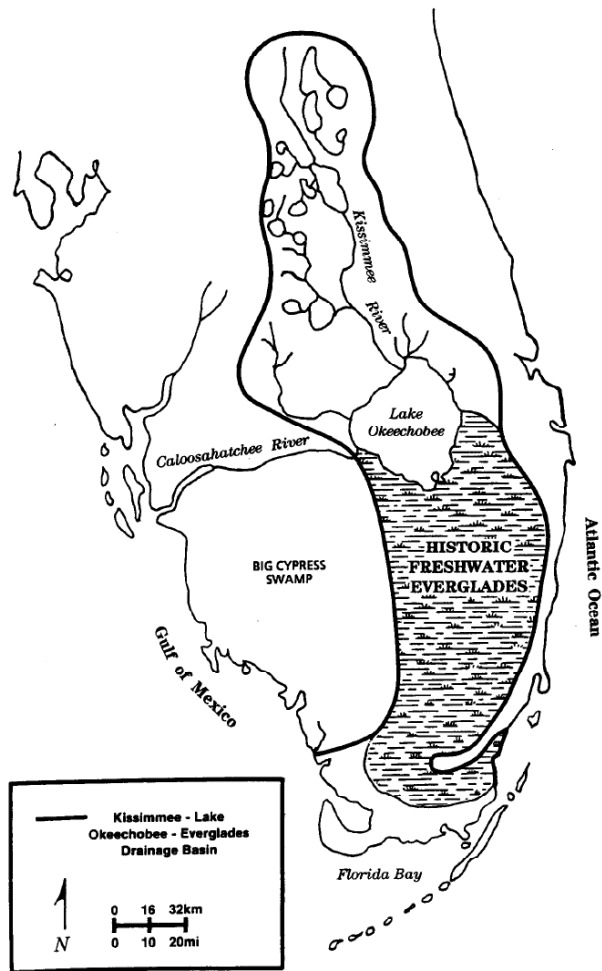 Kissimmee
River
Lake
Okeechobee
Caloosahatchee River
BIG CYPRESS
SWAMP
HISTORIC
FRESHWATER
EVERGLADES
Atlantic Ocean
Gulf of Mexico
Florida Bay
Kissimmee - Lake
Okeechobee - Everglades
Drainage Basin
N
0 16 32km
0 10 20mi